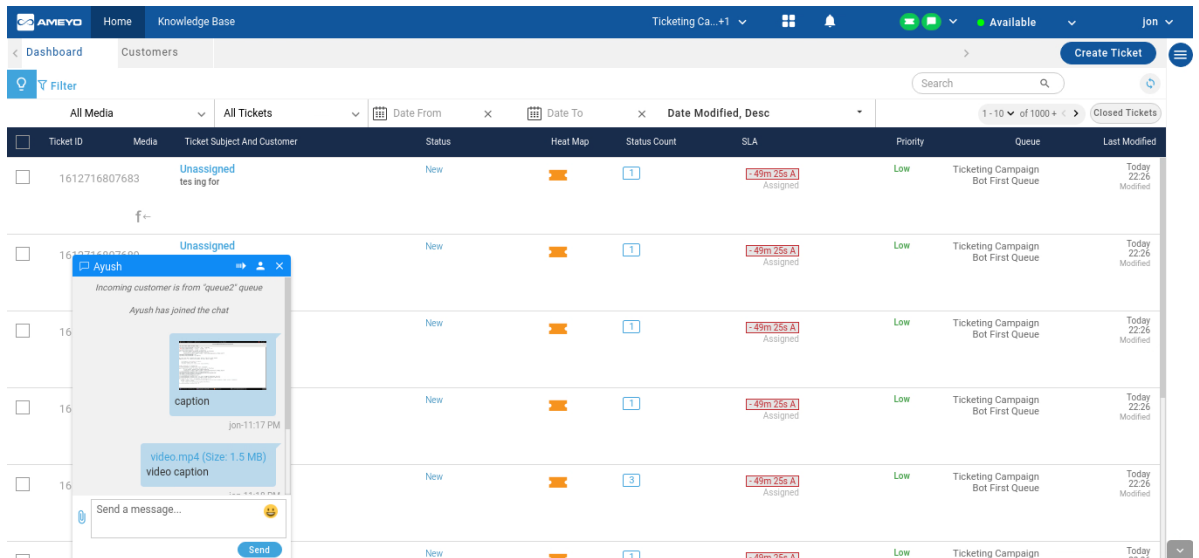 AMEYO Home Knowledge Base Ticketing Ca...+1 Available jon
Dashboard Customers Create Ticket
Filter Search
All Media All Tickets Date From × Date To × Date Modified, Desc 1 - 10 of 1000 + Closed Tickets
Ticket ID Media Ticket Subject And Customer Status Heat Map Status Count SLA Priority Queue Last Modified
1612716807683 Unassigned New 1 - 49m 25s A Low Ticketing Campaign Today
tes ing for Assigned Bot First Queue 22:26
Modified
f
Unassigned New 1 - 49m 25s A Low Ticketing Campaign Today
Assigned Bot First Queue 22:26
Modified
Ayush
Incoming customer is from "queue2" queue
Ayush has joined the chat
16 New 1 - 49m 25s A Low Ticketing Campaign Today
Assigned Bot First Queue 22:26
Modified
caption
16 New 1 - 49m 25s A Low Ticketing Campaign Today
Assigned Bot First Queue 22:26
Modified
jon-11:17 PM
video.mp4 (Size: 1.5 MB)
video caption
16 New 3 - 49m 25s A Low Ticketing Campaign Today
Assigned Bot First Queue 22:26
Modified
Send a message...
Send
New 1 - 49m 25s A Low Ticketing Campaign Today